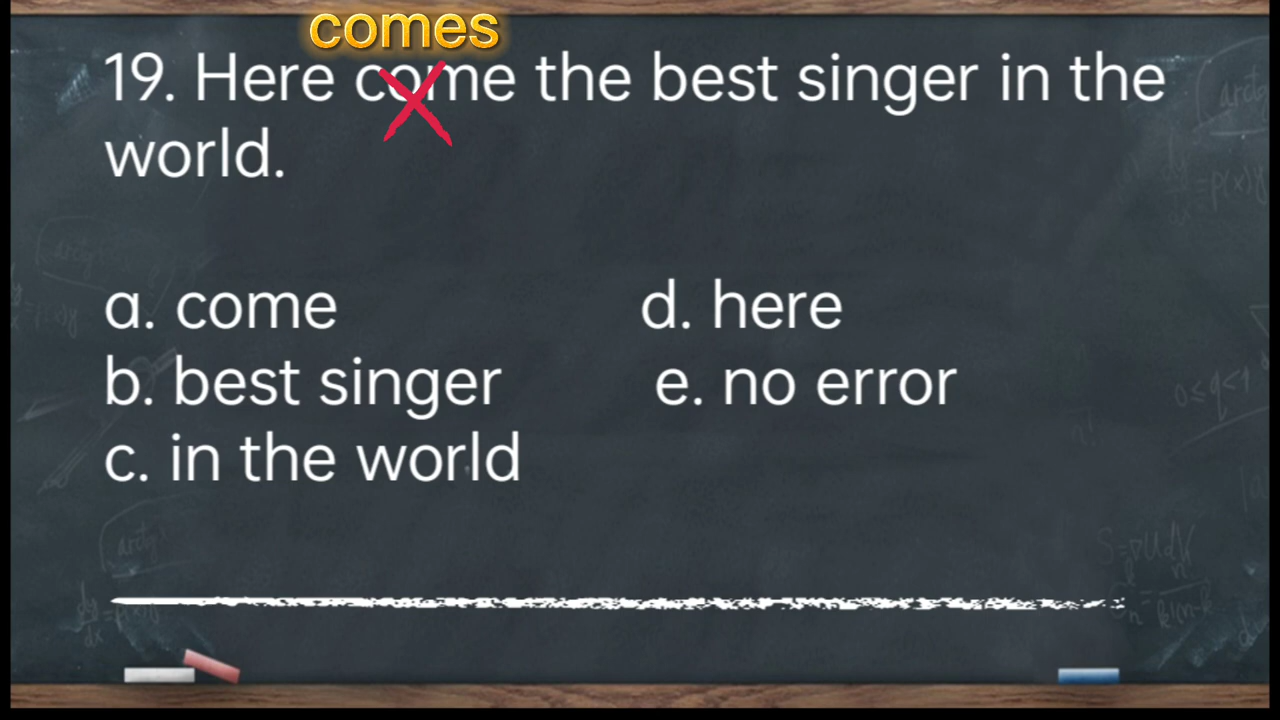 comes
19. Here come the best singer in the
world.
a. come
d. here
b. best singer
e. no error
c. in the world